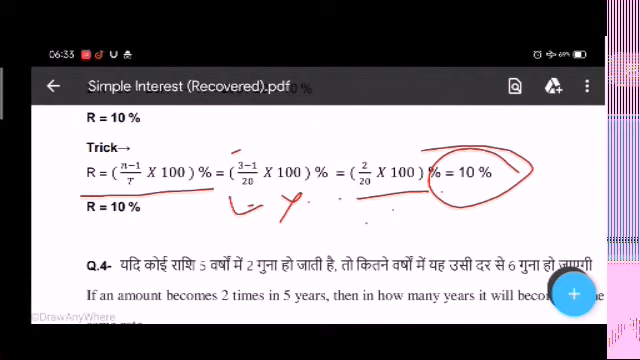 06:33
69%
Simple Interest (Recovered).pdf
10 %
R = 10 %
Trick→
R = ( n−1/T X 100 ) % = ( 3−1/20 X 100 ) % = ( 2/20 X 100 ) % = 10 %
R = 10 %
Q.4- यदि कोई राशि 5 वर्षों में 2 गुना हो जाती है, तो कितने वर्षों में यह उसी दर से 6 गुना हो जाएगी
If an amount becomes 2 times in 5 years, then in how many years it will
©DrawAnyWhere